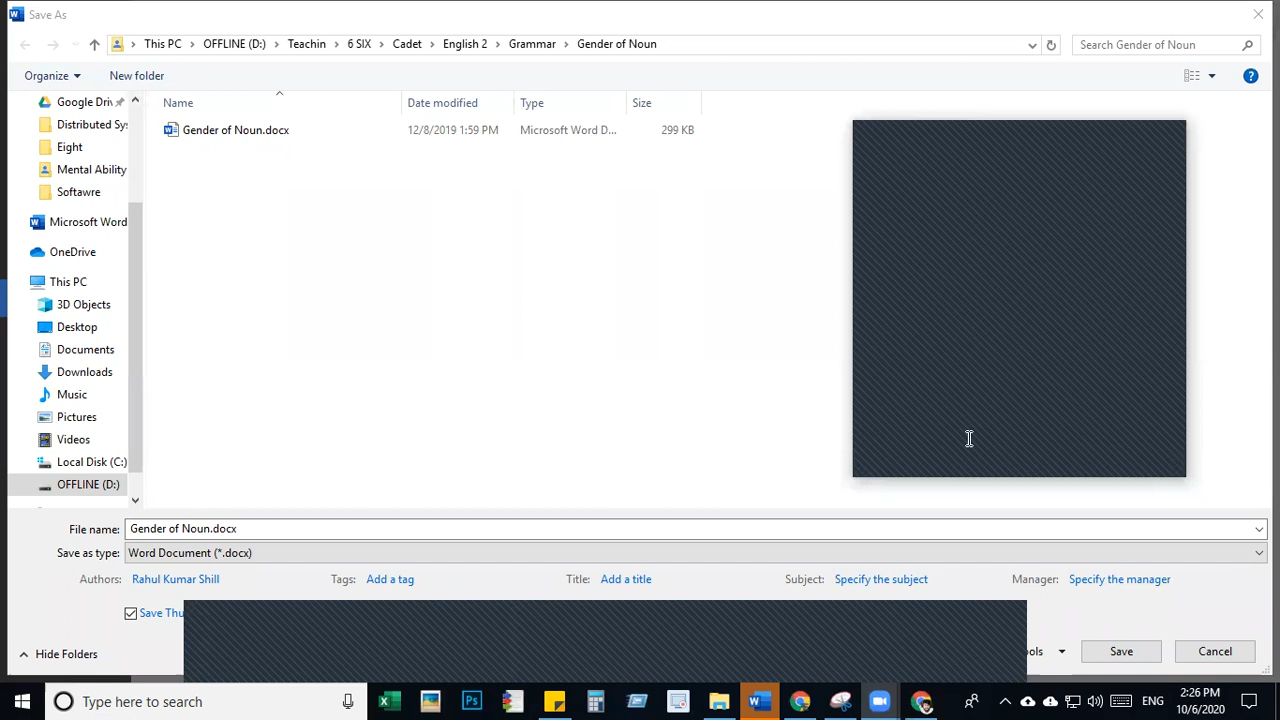 Save As
This PC OFFLINE (D:) Teachin 6 SIX Cadet English 2 Grammar Gender of Noun
Search Gender of Noun
Organize New folder
Name Date modified Type Size
Gender of Noun.docx 12/8/2019 1:59 PM Microsoft Word D... 299 KB
Google Dri
Distributed Sy
Eight
Mental Ability
Softawre
Microsoft Word
OneDrive
This PC
3D Objects
Desktop
Documents
Downloads
Music
Pictures
Videos
Local Disk (C:)
OFFLINE (D:)
File name: Gender of Noun.docx
Save as type: Word Document (*.docx)
Authors: Rahul Kumar Shill Tags: Add a tag Title: Add a title Subject: Specify the subject Manager: Specify the manager
Save Thu
Hide Folders
ols Save Cancel
Type here to search
ENG
2:26 PM
10/6/2020